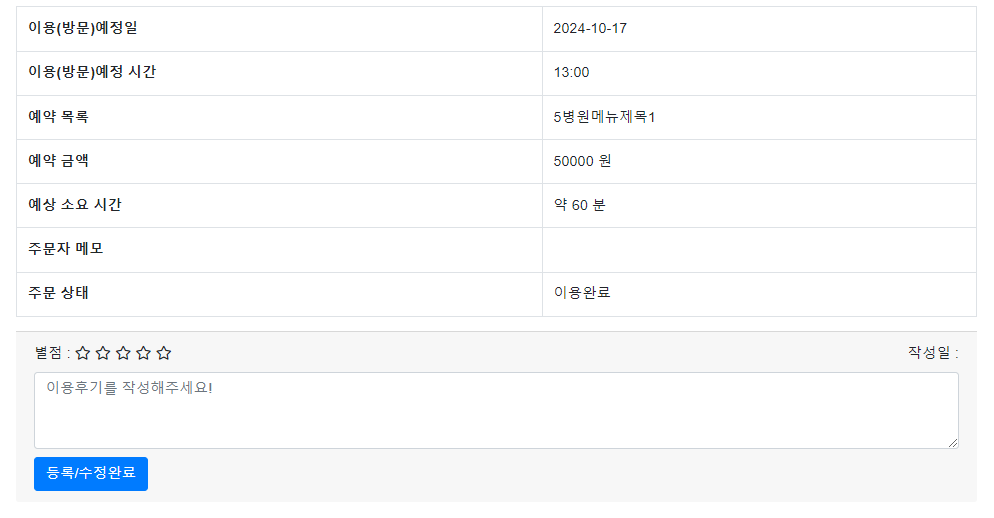 이용(방문)예정일 2024-10-17
이용(방문)예정 시간 13:00
예약 목록 5병원메뉴제목1
예약 금액 50000 원
예상 소요 시간 약 60 분
주문자 메모
주문 상태 이용완료
별점 : ☆ ☆ ☆ ☆ ☆ 작성일 :
이용후기를 작성해주세요!
등록/수정완료